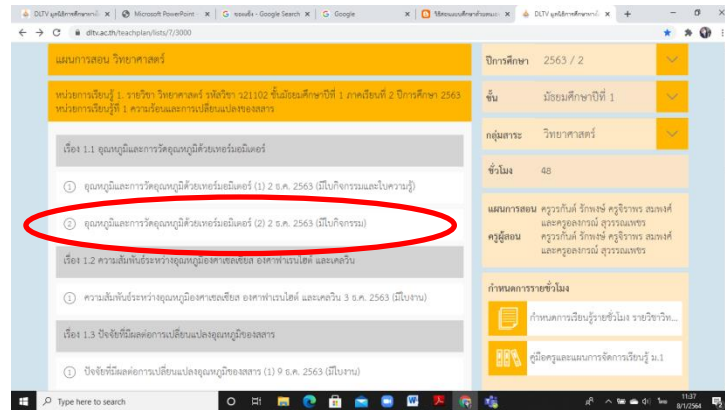 DLTV มูลนิธิการศึกษาทางไ
Microsoft PowerPoint -
Google Search
G Google
DLTV มูลนิธิการศึกษาทางไ
dltv.ac.th/teachplan/lists/7/3000
แผนการสอน วิทยาศาสตร์
หน่วยการเรียนรู้ 1. รายวิชา วิทยาศาสตร์ รหัสวิชา ว21102 ชั้นมัธยมศึกษาปีที่ 1 ภาคเรียนที่ 2 ปีการศึกษา 2563
หน่วยการเรียนรู้ที่ 1 ความร้อนและการเปลี่ยนแปลงของสสาร
เรื่อง 1.1 อุณหภูมิและการวัดอุณหภูมิด้วยเทอร์มอมิเตอร์
1 อุณหภูมิและการวัดอุณหภูมิด้วยเทอร์มอมิเตอร์ (1) 2 ธ.ค. 2563 (มีใบกิจกรรมและใบความรู้)
2 อุณหภูมิและการวัดอุณหภูมิด้วยเทอร์มอมิเตอร์ (2) 2 ธ.ค. 2563 (มีใบกิจกรรม)
เรื่อง 1.2 ความสัมพันธ์ระหว่างอุณหภูมิองศาเซลเซียส องศาฟาเรนไฮต์ และเคลวิน
1 ความสัมพันธ์ระหว่างอุณหภูมิองศาเซลเซียส องศาฟาเรนไฮต์ และเคลวิน 3 ธ.ค. 2563 (มีใบงาน)
เรื่อง 1.3 ปัจจัยที่มีผลต่อการเปลี่ยนแปลงอุณหภูมิของสสาร
1 ปัจจัยที่มีผลต่อการเปลี่ยนแปลงอุณหภูมิของสสาร (1) 9 ธ.ค. 2563 (มีใบงาน)
ปีการศึกษา 2563 / 2
ชั้น มัธยมศึกษาปีที่ 1
กลุ่มสาระ วิทยาศาสตร์
ชั่วโมง 48
แผนการสอน ครูวรกันต์ รักพงษ์ ครูจิราพร สมพงศ์
และครูอลงกรณ์ สุวรรณเพชร
ครูผู้สอน ครูวรกันต์ รักพงษ์ ครูจิราพร สมพงศ์
และครูอลงกรณ์ สุวรรณเพชร
กำหนดการรายชั่วโมง
กำหนดการเรียนรู้รายชั่วโมง รายวิชาวิท...
คู่มือครูและแผนการจัดการเรียนรู้ ม.1
Type here to search
ไทย
11:37
8/1/2564